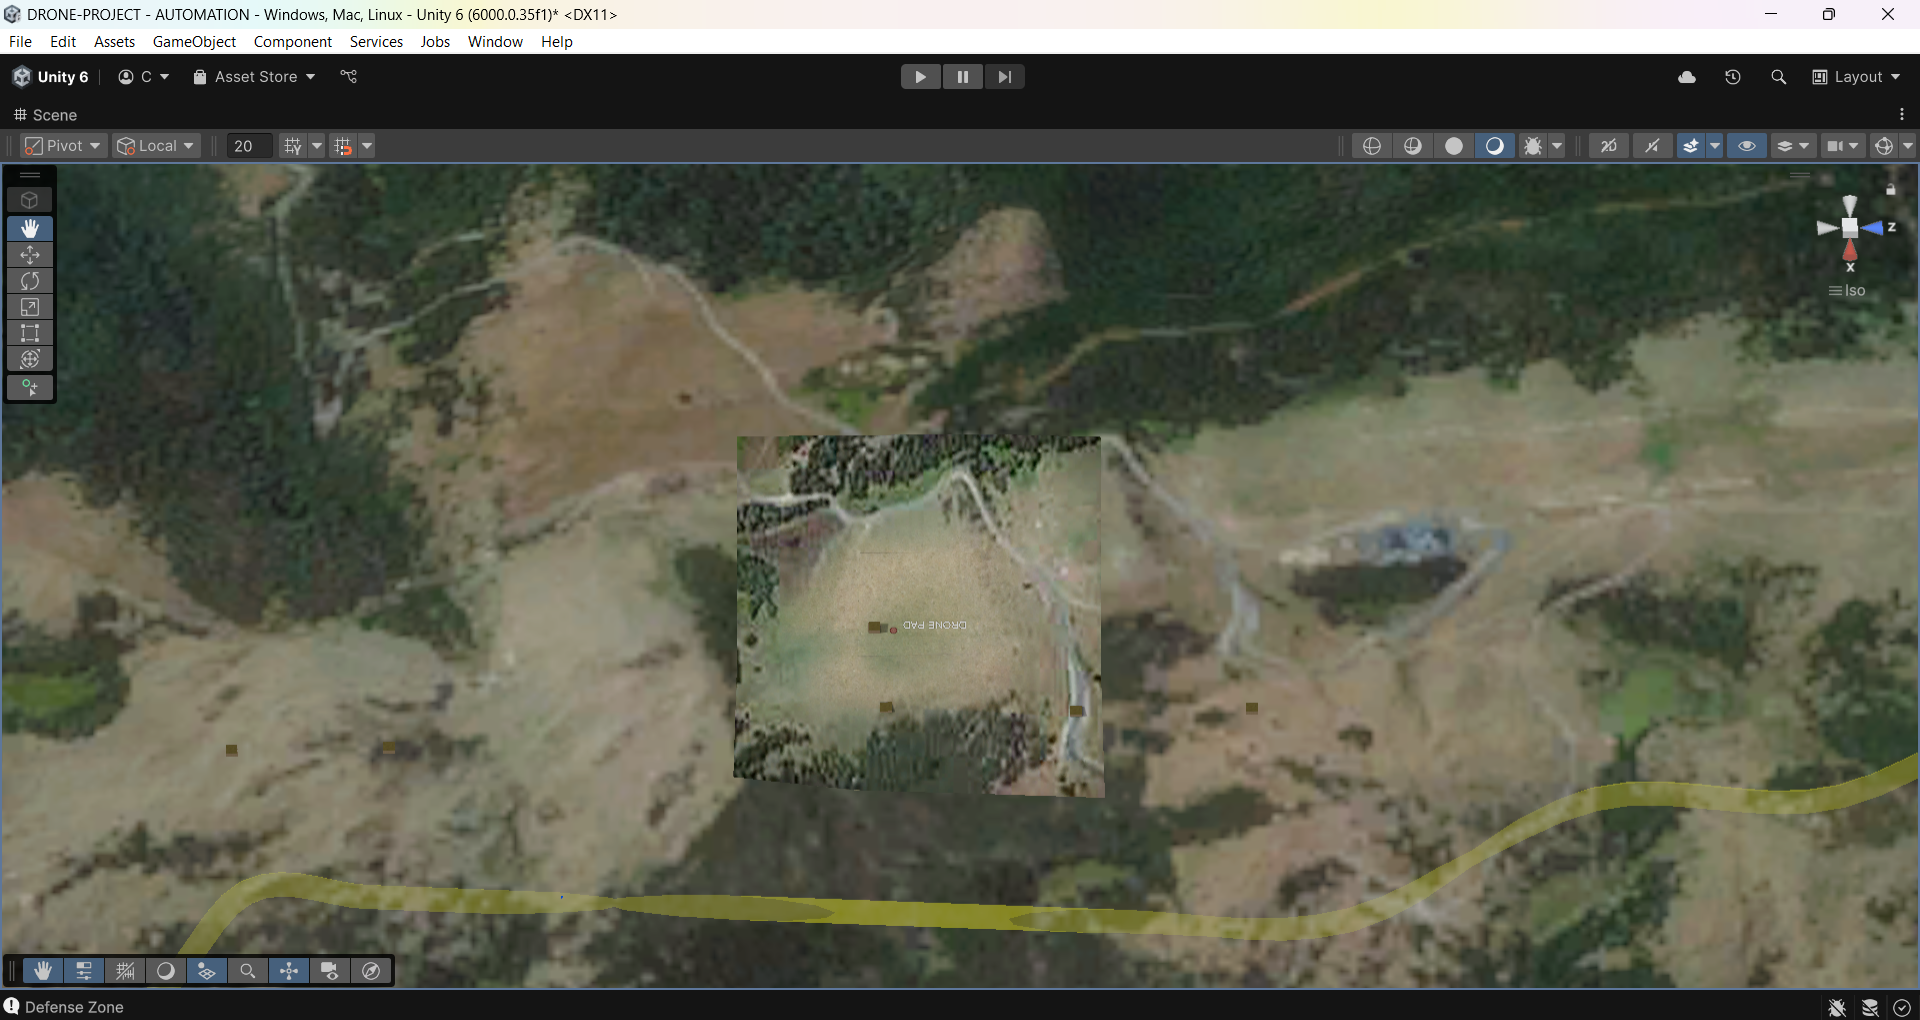 DRONE-PROJECT - AUTOMATION - Windows, Mac, Linux - Unity 6 (6000.0.35f1)* <DX11>
File Edit Assets GameObject Component Services Jobs Window Help
Unity 6 C Asset Store Layout
Scene
Pivot Local 20 2D
z
x
Iso
DRONE PAD
Defense Zone